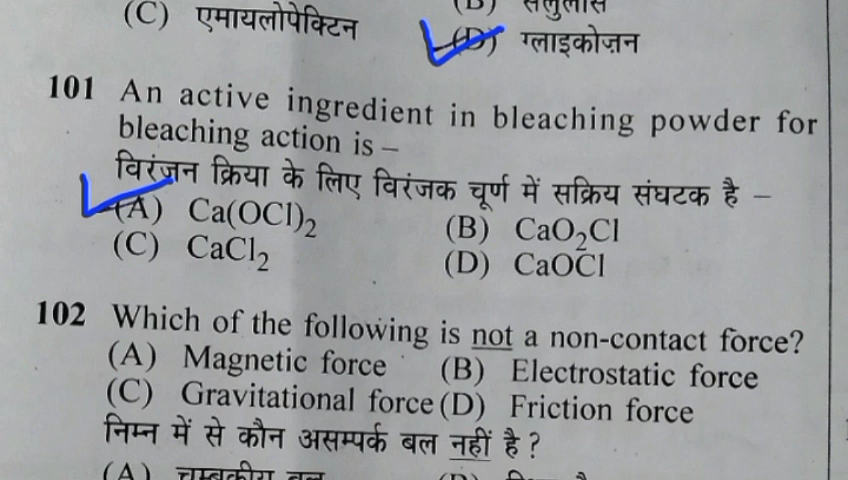 (C) एमायलोपेक्टिन
(D) ग्लाइकोज़न
101 An active ingredient in bleaching powder for
bleaching action is –
विरंजन क्रिया के लिए विरंजक चूर्ण में सक्रिय संघटक है –
(A) Ca(OCl)₂ (B) CaO₂Cl
(C) CaCl₂ (D) CaOCl
102 Which of the following is not a non-contact force?
(A) Magnetic force (B) Electrostatic force
(C) Gravitational force (D) Friction force
निम्न में से कौन असम्पर्क बल नहीं है ?
(A) चुम्बकीय बल